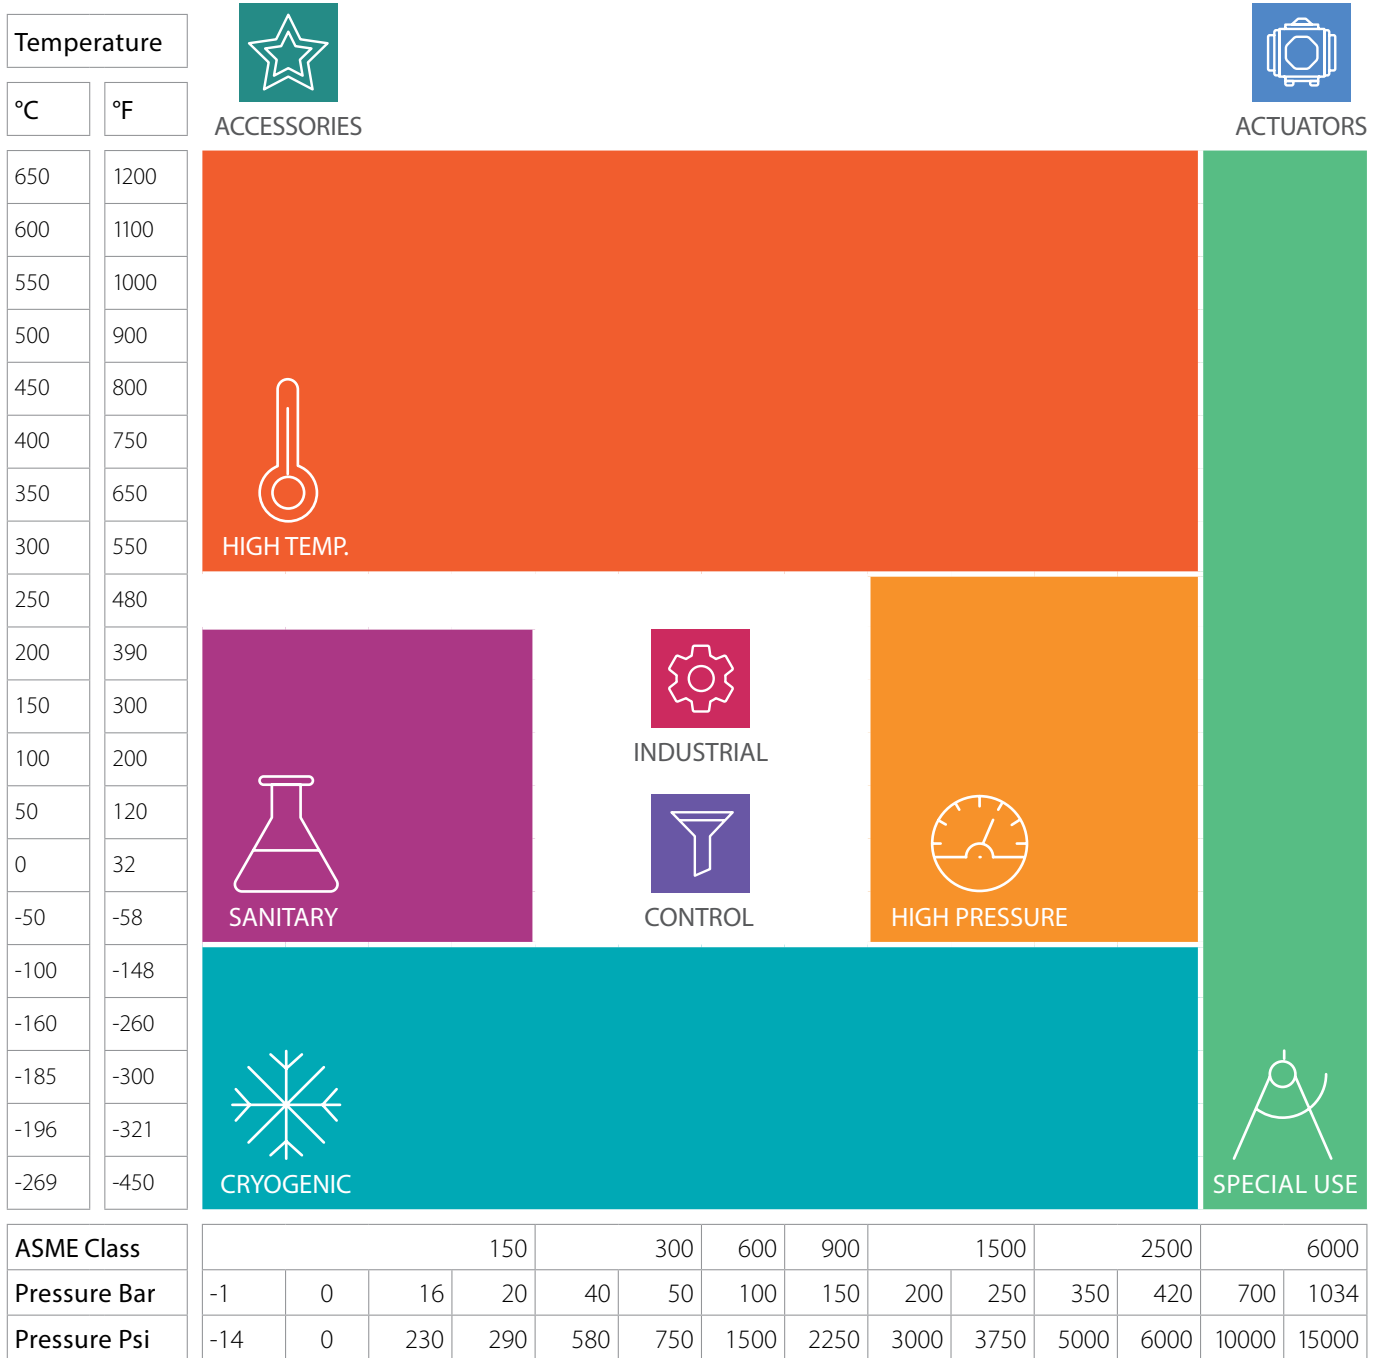 Temperature
ACCESSORIES
ACTUATORS
°C °F
650 1200
600 1100
550 1000
500 900
450 800
400 750
350 650
300 550
HIGH TEMP.
250 480
200 390
150 300
100 200
50 120
0 32
-50 -58
INDUSTRIAL
CONTROL
SANITARY
HIGH PRESSURE
-100 -148
-160 -260
-185 -300
-196 -321
-269 -450
CRYOGENIC
SPECIAL USE
ASME Class 150 300 600 900 1500 2500 6000
Pressure Bar -1 0 16 20 40 50 100 150 200 250 350 420 700 1034
Pressure Psi -14 0 230 290 580 750 1500 2250 3000 3750 5000 6000 10000 15000